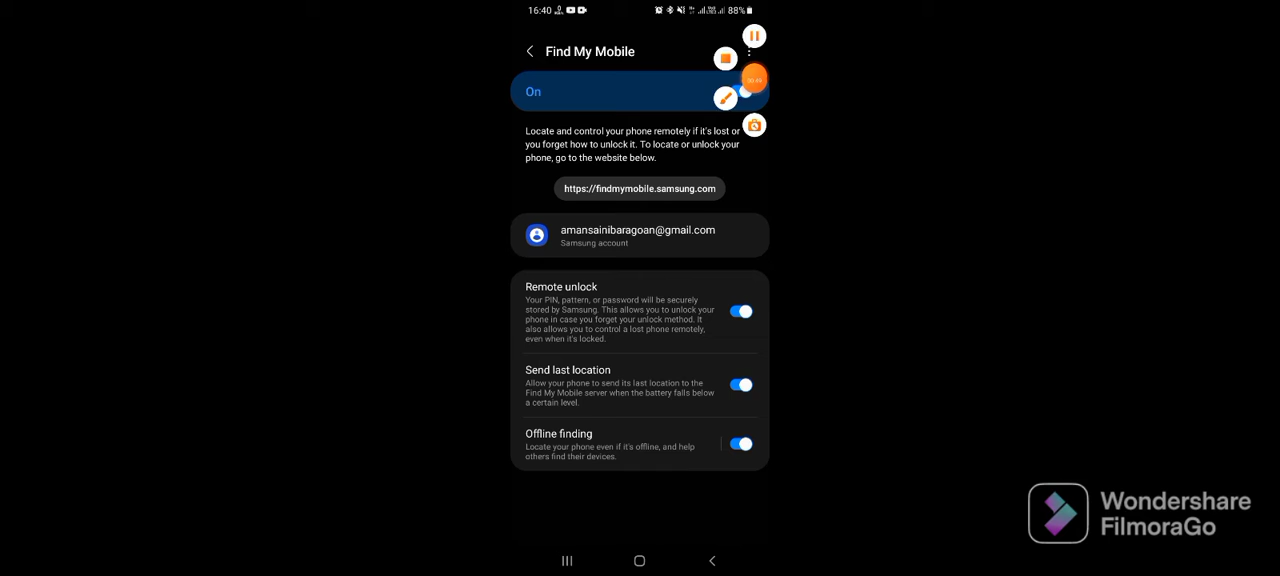 16:40
88%
Find My Mobile
On
Locate and control your phone remotely if it's lost or
you forget how to unlock it. To locate or unlock your
phone, go to the website below.
https://findmymobile.samsung.com
amansainibaragoan@gmail.com
Samsung account
Remote unlock
Your PIN, pattern, or password will be securely
stored by Samsung. This allows you to unlock your
phone in case you forget your unlock method. It
also allows you to control a lost phone remotely,
even when it's locked.
Send last location
Allow your phone to send its last location to the
Find My Mobile server when the battery falls below
a certain level.
Offline finding
Locate your phone even if it's offline, and help
others find their devices.
Wondershare
FilmoraGo